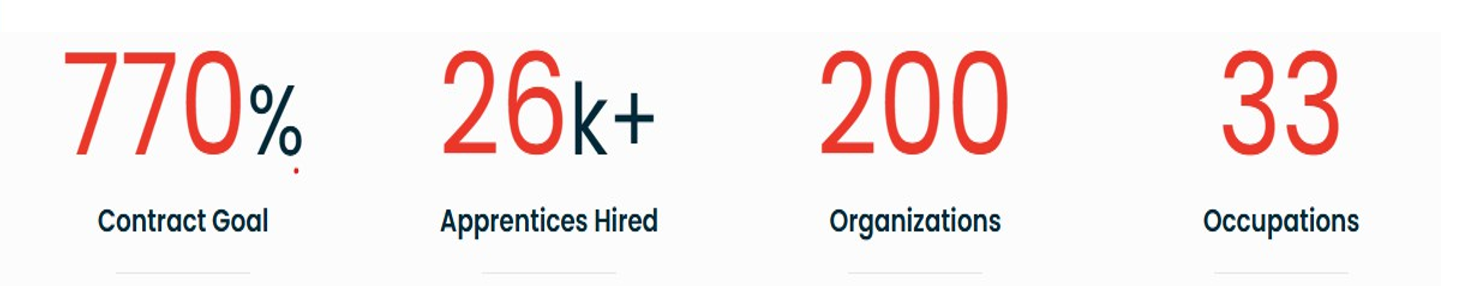 770% 26k+ 200 33
Contract Goal Apprentices Hired Organizations Occupations